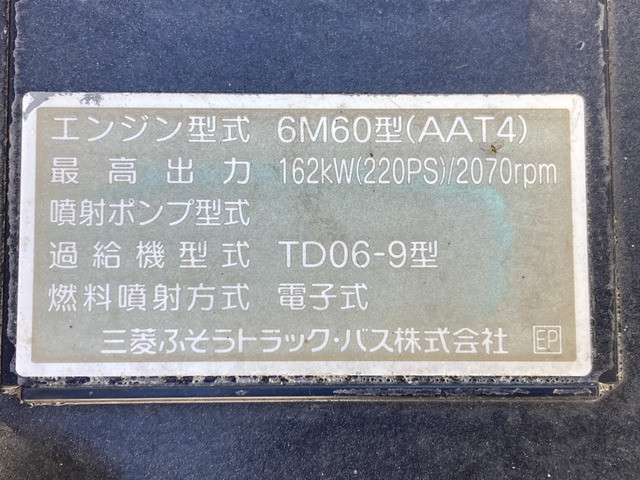 エンジン型式 6M60型(AAT4)
最高出力 162kW(220PS)/2070rpm
噴射ポンプ型式
過給機型式 TD06-9型
燃料噴射方式 電子式
三菱ふそうトラック・バス株式会社 EP